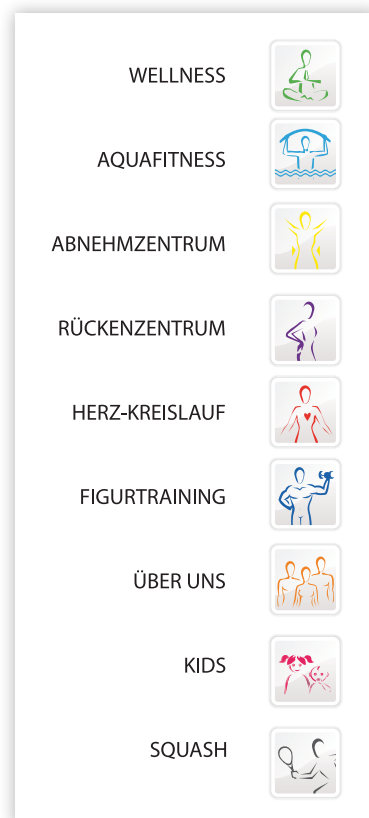 WELLNESS
AQUAFITNESS
ABNEHMZENTRUM
RÜCKENZENTRUM
HERZ-KREISLAUF
FIGURTRAINING
ÜBER UNS
KIDS
SQUASH